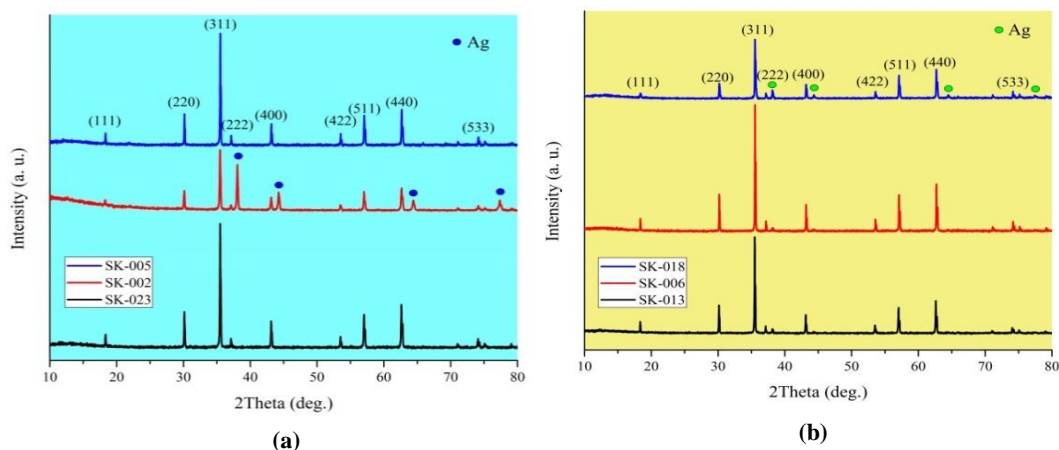 (311)
Ag
(220)
(111)
(222)
(400)
(422)
(511)
(440)
(533)
Intensity (a. u.)
SK-005
SK-002
SK-023
10 20 30 40 50 60 70 80
2Theta (deg.)
(a)
(311)
Ag
(111)
(220)
(222)
(400)
(422)
(511)
(440)
(533)
Intensity (a. u.)
SK-018
SK-006
SK-013
10 20 30 40 50 60 70 80
2Theta (deg.)
(b)